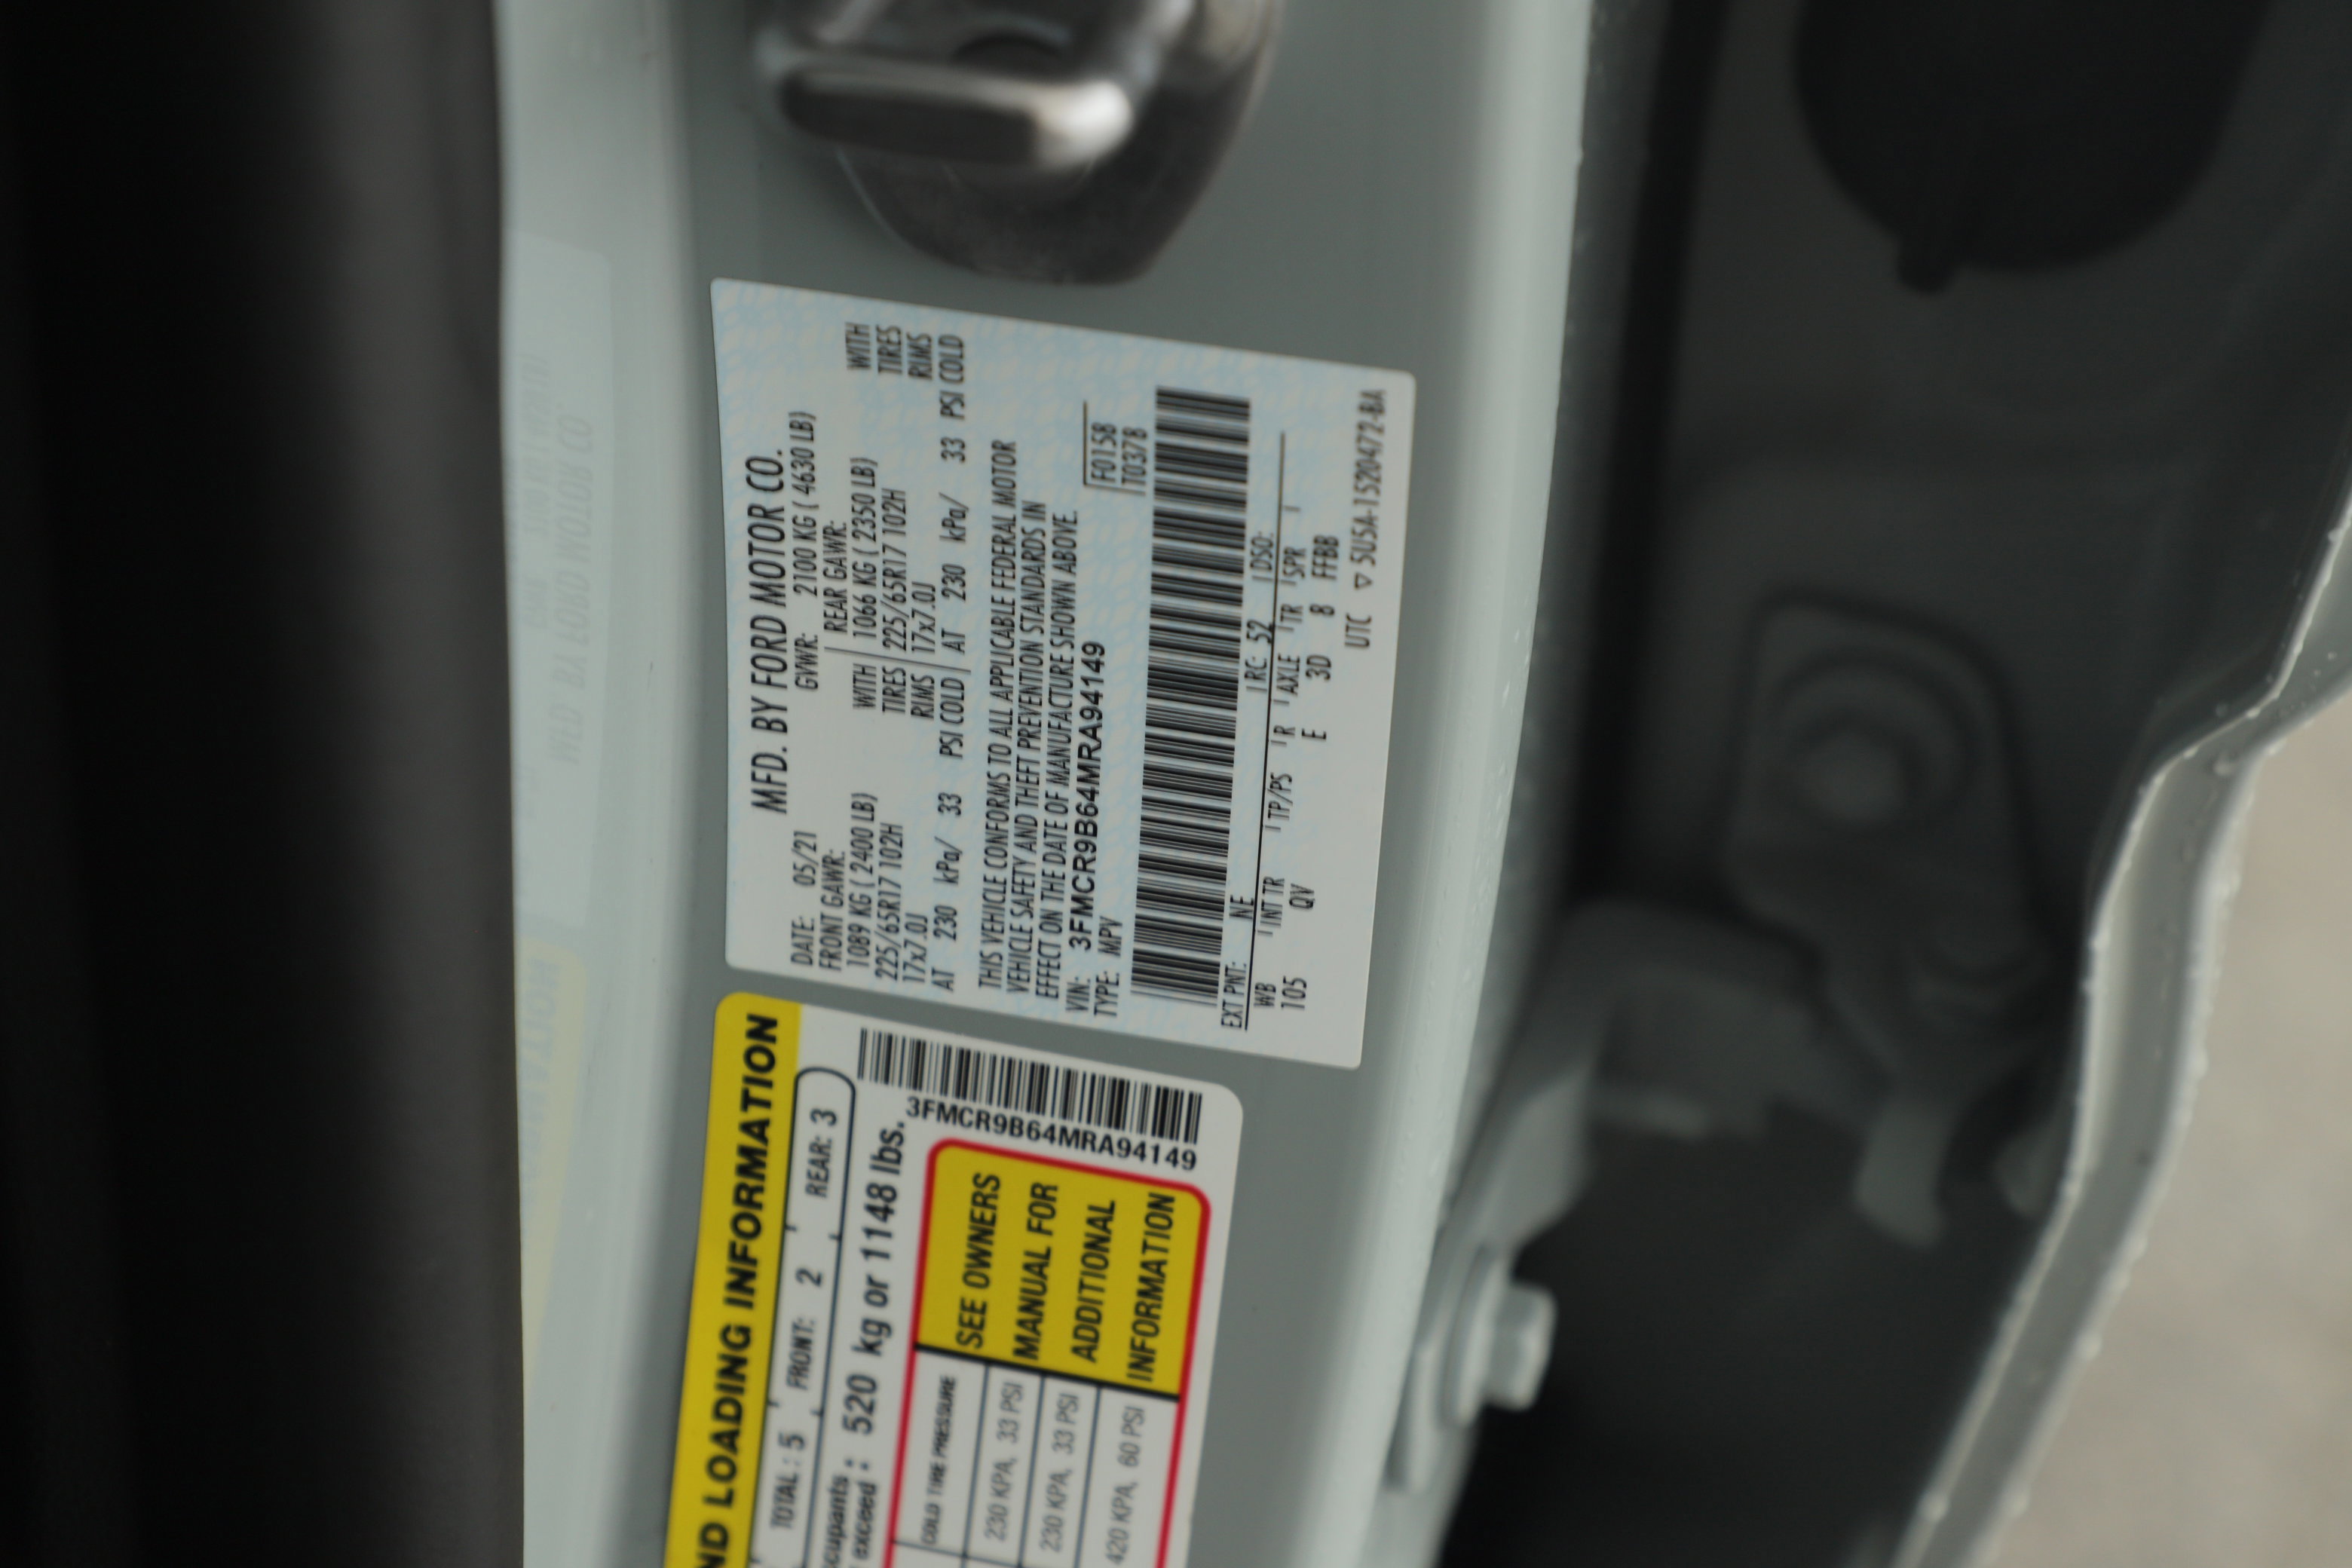 MFD. BY FORD MOTOR CO.
DATE: 05/21 GVWR: 2100 KG ( 4630 LB)
FRONT GAWR: REAR GAWR:
1089 KG ( 2400 LB) WITH 1066 KG ( 2350 LB) WITH
225/65R17 102H TIRES 225/65R17 102H TIRES
17x7.0J RIMS 17x7.0J RIMS
AT 230 kPa/ 33 PSI COLD AT 230 kPa/ 33 PSI COLD
THIS VEHICLE CONFORMS TO ALL APPLICABLE FEDERAL MOTOR
VEHICLE SAFETY AND THEFT PREVENTION STANDARDS IN
EFFECT ON THE DATE OF MANUFACTURE SHOWN ABOVE.
VIN: 3FMCR9B64MRA94149 F0158
TYPE: MPV T0378
EXT PNT: NE RC: 52 DSO:
WB INT TR TP/PS R AXLE TR SPR
105 QV E 3D 8 FFBB
UTC ▽ 5U5A-1520472-BA
ND LOADING INFORMATION
TOTAL : 5 FRONT: 2 REAR: 3
cupants
exceed : 520 kg or 1148 lbs.
3FMCR9B64MRA94149
COLD TIRE PRESSURE
230 KPA, 33 PSI
230 KPA, 33 PSI
420 KPA, 60 PSI
SEE OWNERS
MANUAL FOR
ADDITIONAL
INFORMATION